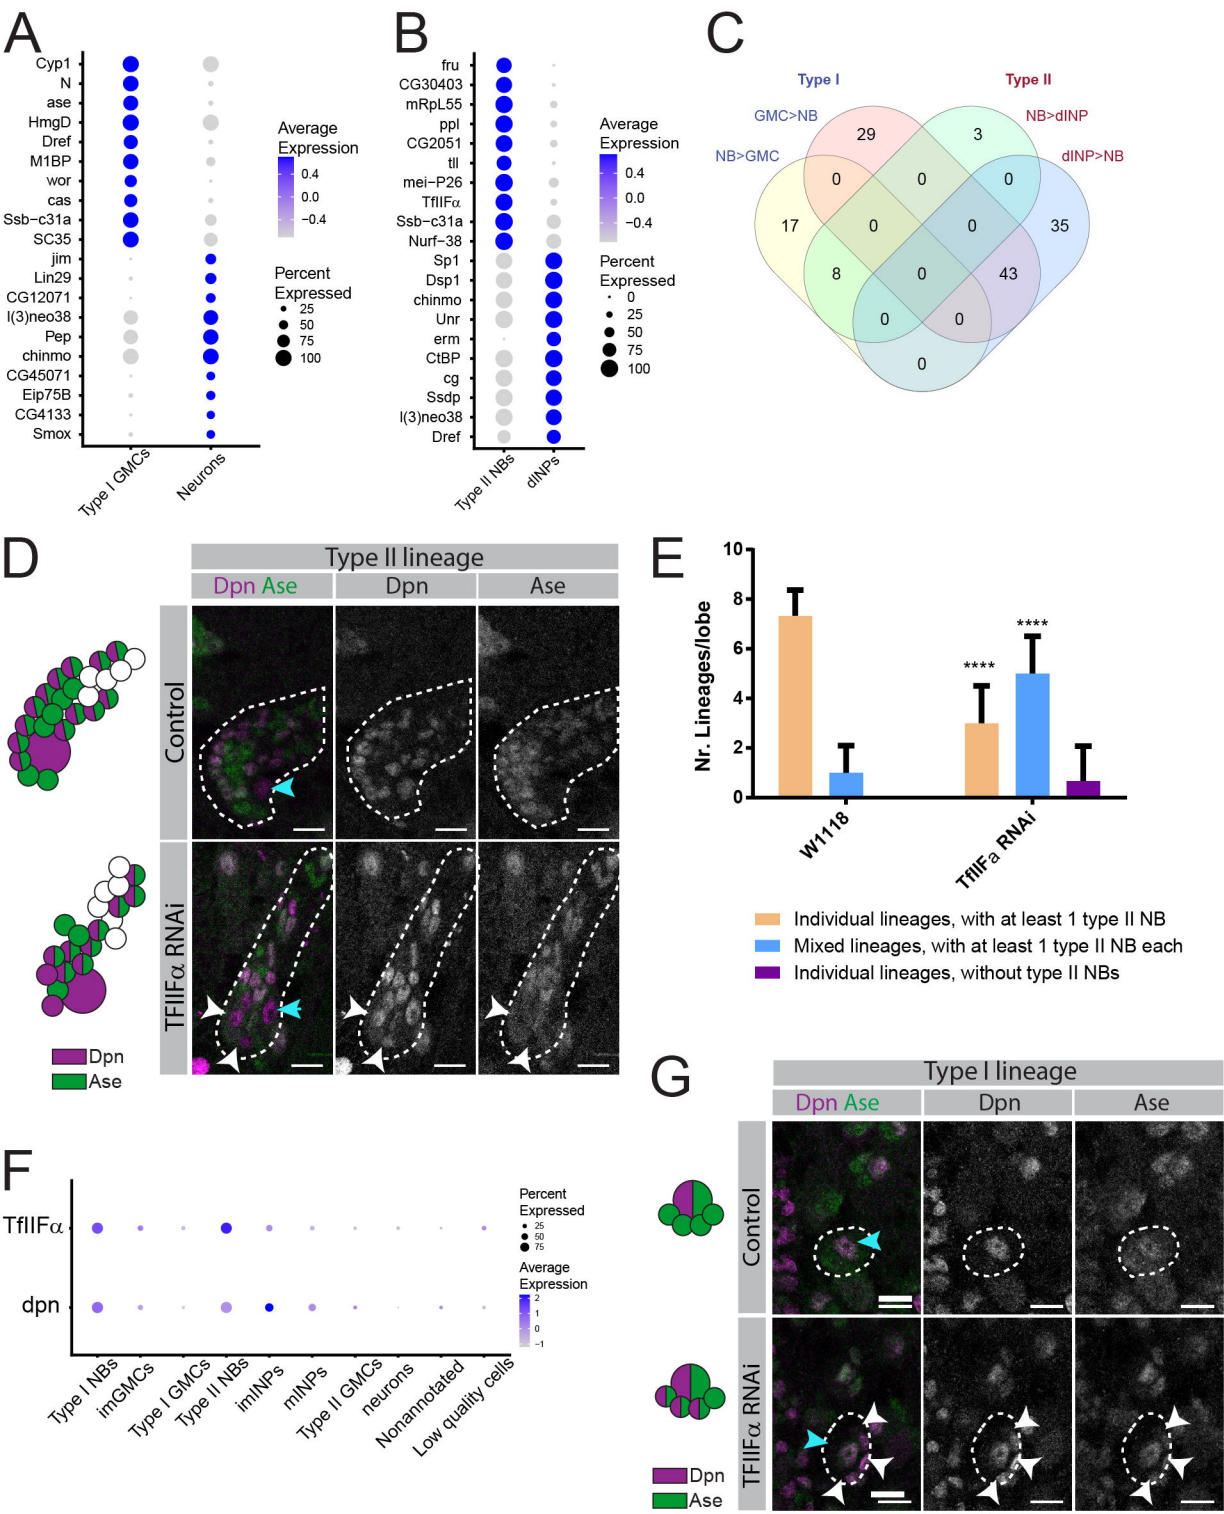 A
Cyp1
N
ase
HmgD
Dref
M1BP
wor
cas
Ssb−c31a
SC35
jim
Lin29
CG12071
l(3)neo38
Pep
chinmo
CG45071
Eip75B
CG4133
Smox
Type I GMCs
Neurons
Average
Expression
0.4
0.0
−0.4
Percent
Expressed
25
50
75
100
B
fru
CG30403
mRpL55
ppl
CG2051
tll
mei−P26
TfIIFα
Ssb−c31a
Nurf−38
Sp1
Dsp1
chinmo
Unr
erm
CtBP
cg
Ssdp
l(3)neo38
Dref
Type II NBs
dINPs
Average
Expression
0.4
0.0
−0.4
Percent
Expressed
0
25
50
75
100
C
Type I
Type II
GMC>NB
NB>dINP
NB>GMC
dINP>NB
29
3
0
0
0
17
0
0
35
8
0
43
0
0
0
D
Type II lineage
Dpn Ase
Dpn
Ase
Control
TFIIFα RNAi
Dpn
Ase
E
Nr. Lineages/lobe
10
8
6
4
2
0
****
****
W1118
TfIIFa RNAi
Individual lineages, with at least 1 type II NB
Mixed lineages, with at least 1 type II NB each
Individual lineages, without type II NBs
F
TfIIFα
dpn
Type I NBs
imGMCs
Type I GMCs
Type II NBs
imINPs
mINPs
Type II GMCs
neurons
Nonannotated
Low quality cells
Percent
Expressed
25
50
75
Average
Expression
2
1
0
−1
G
Type I lineage
Dpn Ase
Dpn
Ase
Control
TFIIFα RNAi
Dpn
Ase